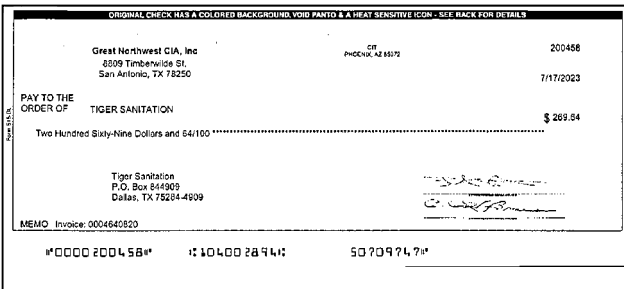 ORIGINAL CHECK HAS A COLORED BACKGROUND, VOID PANTO & A HEAT SENSITIVE ICON - SEE BACK FOR DETAILS
Great Northwest CIA, Inc
8809 Timberwilde St.
San Antonio, TX 78250
CIT
PHOENIX, AZ 85072
200458
7/17/2023
PAY TO THE
ORDER OF TIGER SANITATION
$ 269.64
Two Hundred Sixty-Nine Dollars and 64/100 ****************************************
Tiger Sanitation
P.O. Box 844909
Dallas, TX 75284-4909
MEMO Invoice: 0004640820
⑈0000200458⑈ ⑆104002894⑆ 50709747⑈